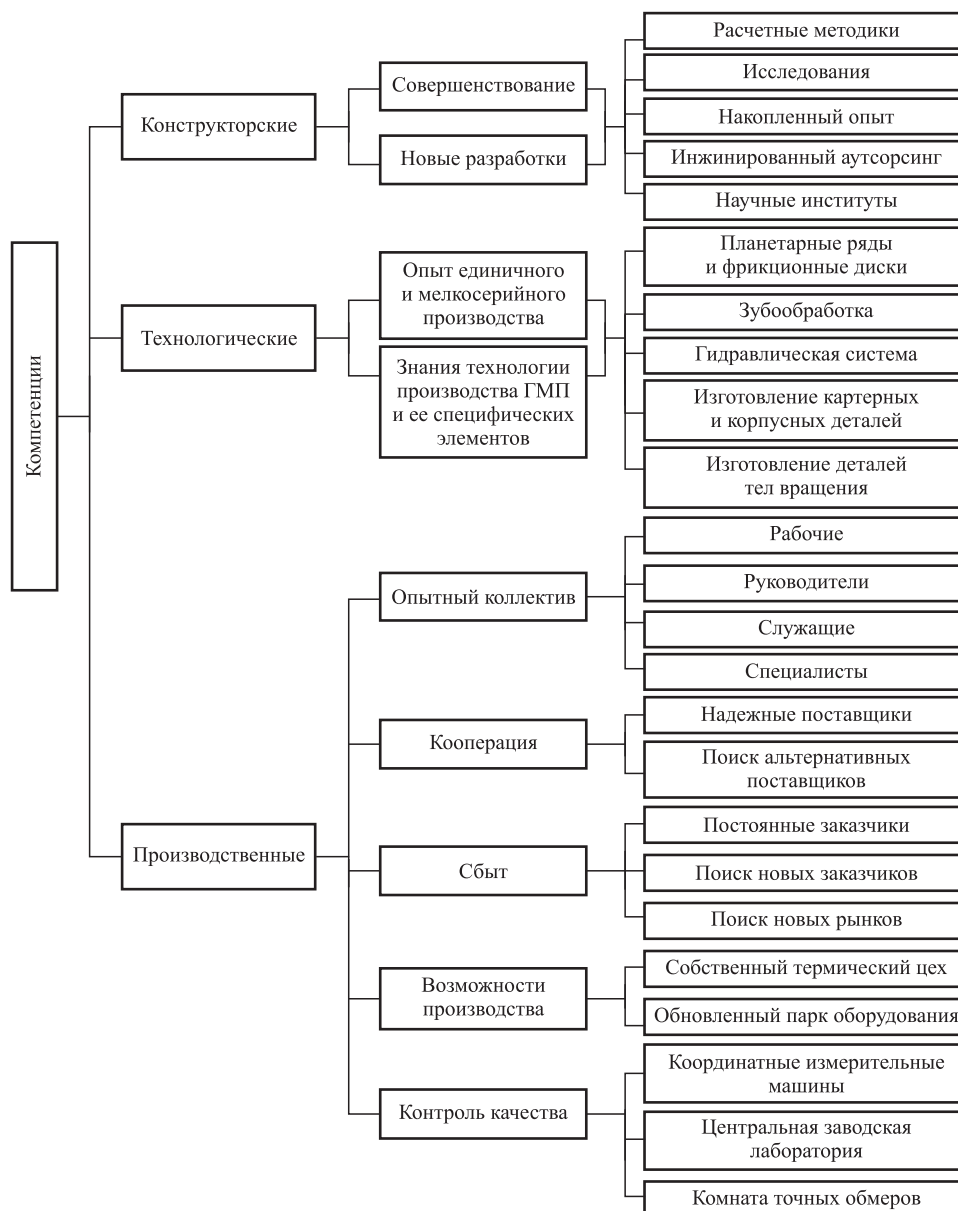 Компетенции
Конструкторские
Совершенствование
Новые разработки
Расчетные методики
Исследования
Накопленный опыт
Инжинированный аутсорсинг
Научные институты
Технологические
Опыт единичного
и мелкосерийного
производства
Знания технологии
производства ГМП
и ее специфических
элементов
Планетарные ряды
и фрикционные диски
Зубообработка
Гидравлическая система
Изготовление картерных
и корпусных деталей
Изготовление деталей
тел вращения
Производственные
Опытный коллектив
Рабочие
Руководители
Служащие
Специалисты
Кооперация
Надежные поставщики
Поиск альтернативных
поставщиков
Сбыт
Постоянные заказчики
Поиск новых заказчиков
Поиск новых рынков
Возможности
производства
Собственный термический цех
Обновленный парк оборудования
Контроль качества
Координатные измерительные
машины
Центральная заводская
лаборатория
Комната точных обмеров